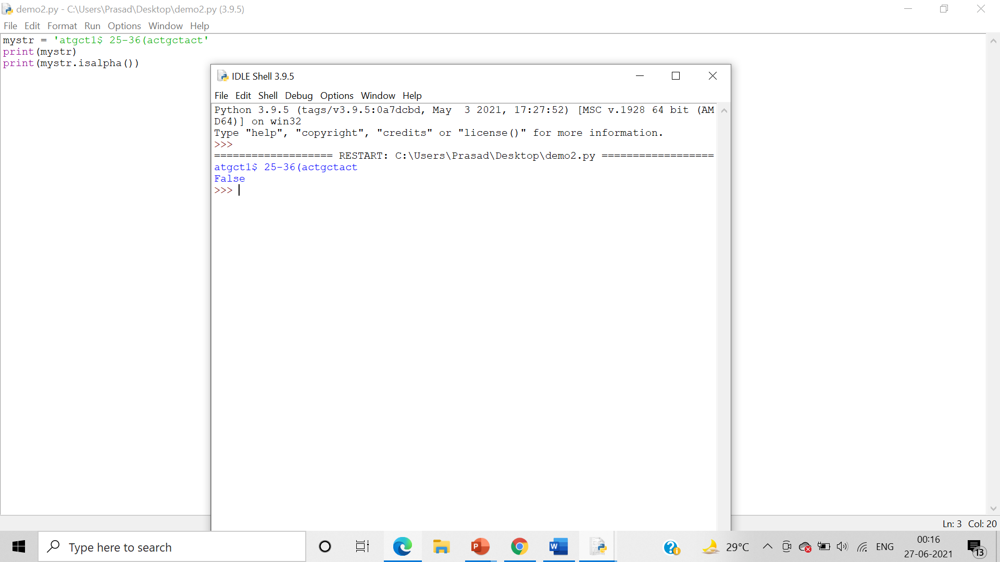 demo2.py - C:\Users\Prasad\Desktop\demo2.py (3.9.5)
File Edit Format Run Options Window Help
mystr = 'atgct1$ 25-36(actgctact'
print(mystr)
print(mystr.isalpha())
IDLE Shell 3.9.5
File Edit Shell Debug Options Window Help
Python 3.9.5 (tags/v3.9.5:0a7dcbd, May  3 2021, 17:27:52) [MSC v.1928 64 bit (AM
D64)] on win32
Type "help", "copyright", "credits" or "license()" for more information.
>>>
=================== RESTART: C:\Users\Prasad\Desktop\demo2.py ==================
atgct1$ 25-36(actgctact
False
>>>
Ln: 3 Col: 20
Type here to search
P
W
?
29°C
ENG
00:16
27-06-2021
13